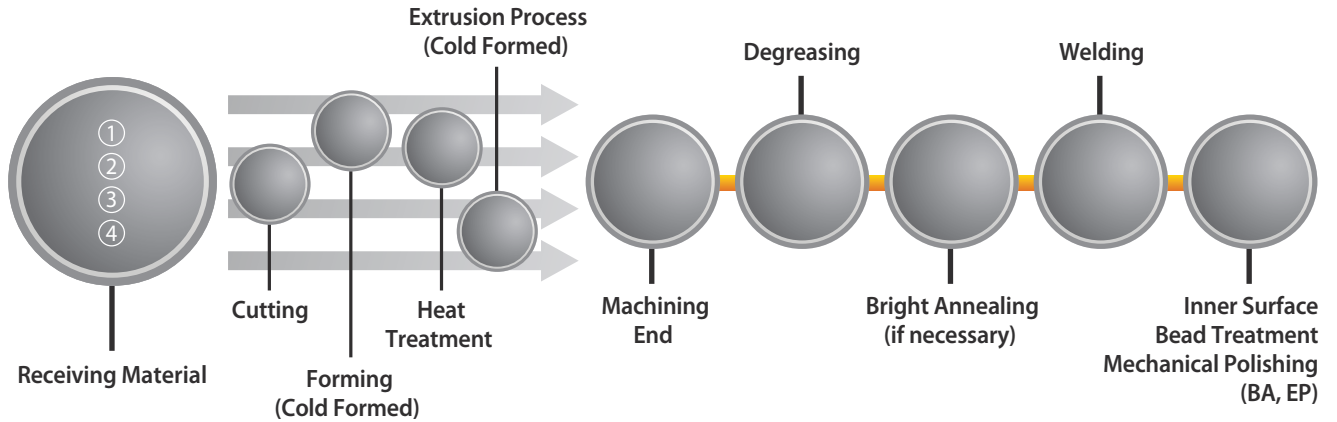 ①
②
③
④
Receiving Material
Cutting
Forming
(Cold Formed)
Heat
Treatment
Extrusion Process
(Cold Formed)
Machining
End
Degreasing
Bright Annealing
(if necessary)
Welding
Inner Surface
Bead Treatment
Mechanical Polishing
(BA, EP)